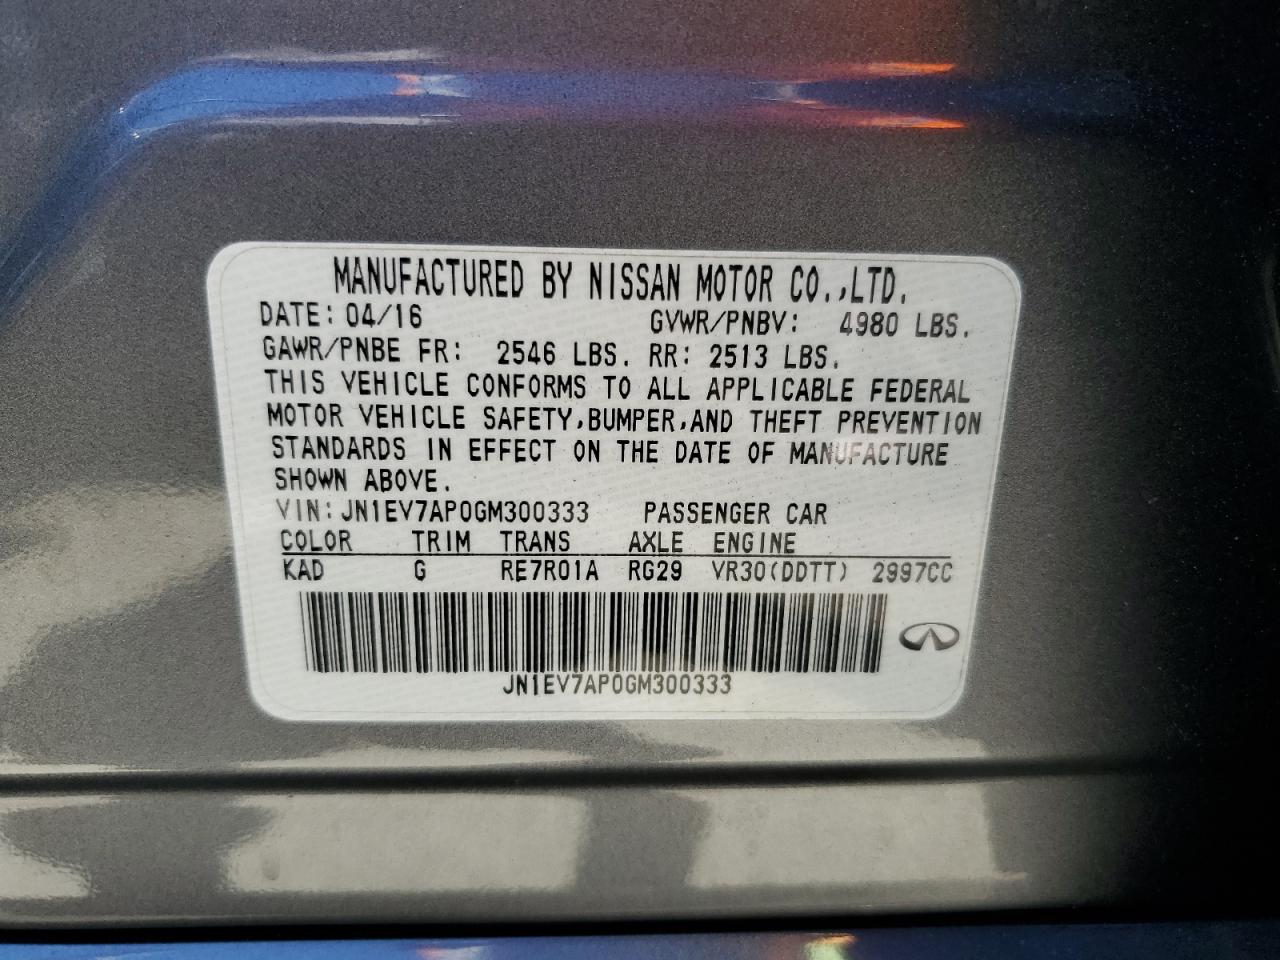 MANUFACTURED BY NISSAN MOTOR CO.,LTD.
DATE: 04/16 GVWR/PNBV: 4980 LBS.
GAWR/PNBE FR: 2546 LBS. RR: 2513 LBS.
THIS VEHICLE CONFORMS TO ALL APPLICABLE FEDERAL
MOTOR VEHICLE SAFETY,BUMPER,AND THEFT PREVENTION
STANDARDS IN EFFECT ON THE DATE OF MANUFACTURE
SHOWN ABOVE.
VIN: JN1EV7AP0GM300333 PASSENGER CAR
COLOR TRIM TRANS AXLE ENGINE
KAD G RE7R01A RG29 VR30(DDTT) 2997CC
JN1EV7AP0GM300333